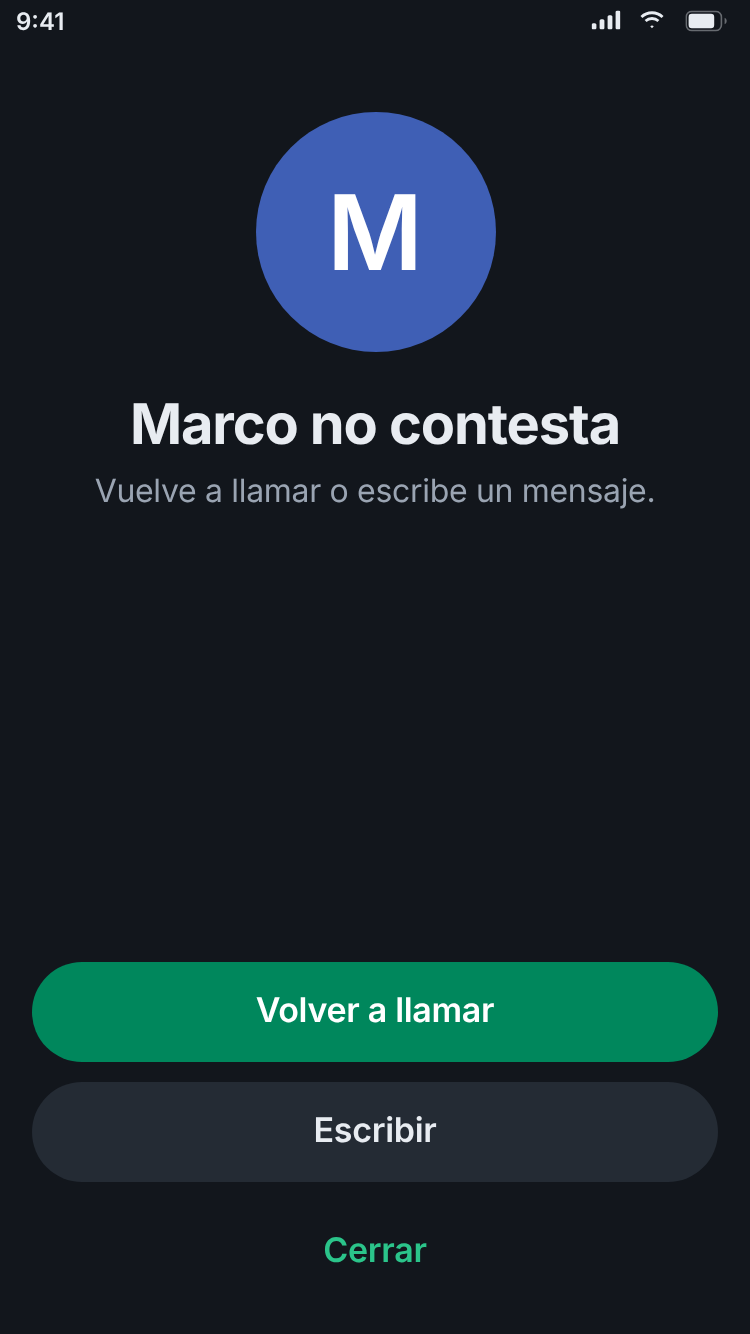 9:41
M
Marco no contesta
Vuelve a llamar o escribe un mensaje.
Volver a llamar
Escribir
Cerrar